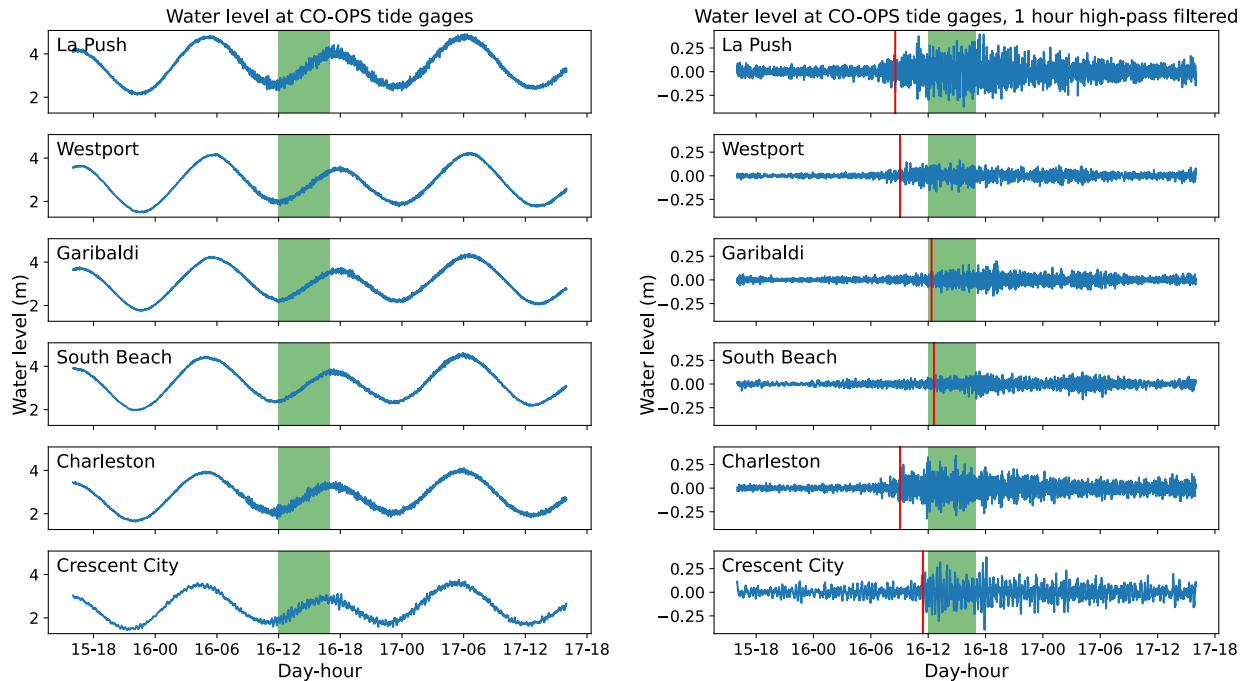 Water level at CO-OPS tide gages
La Push
4
2
Westport
4
2
Garibaldi
4
2
South Beach
4
2
Charleston
4
2
Crescent City
4
2
15-18 16-00 16-06 16-12 16-18 17-00 17-06 17-12 17-18
Day-hour
Water level (m)
Water level at CO-OPS tide gages, 1 hour high-pass filtered
La Push
0.25
0.00
−0.25
Westport
0.25
0.00
−0.25
Garibaldi
0.25
0.00
−0.25
South Beach
0.25
0.00
−0.25
Charleston
0.25
0.00
−0.25
Crescent City
0.25
0.00
−0.25
15-18 16-00 16-06 16-12 16-18 17-00 17-06 17-12 17-18
Day-hour
Water level (m)